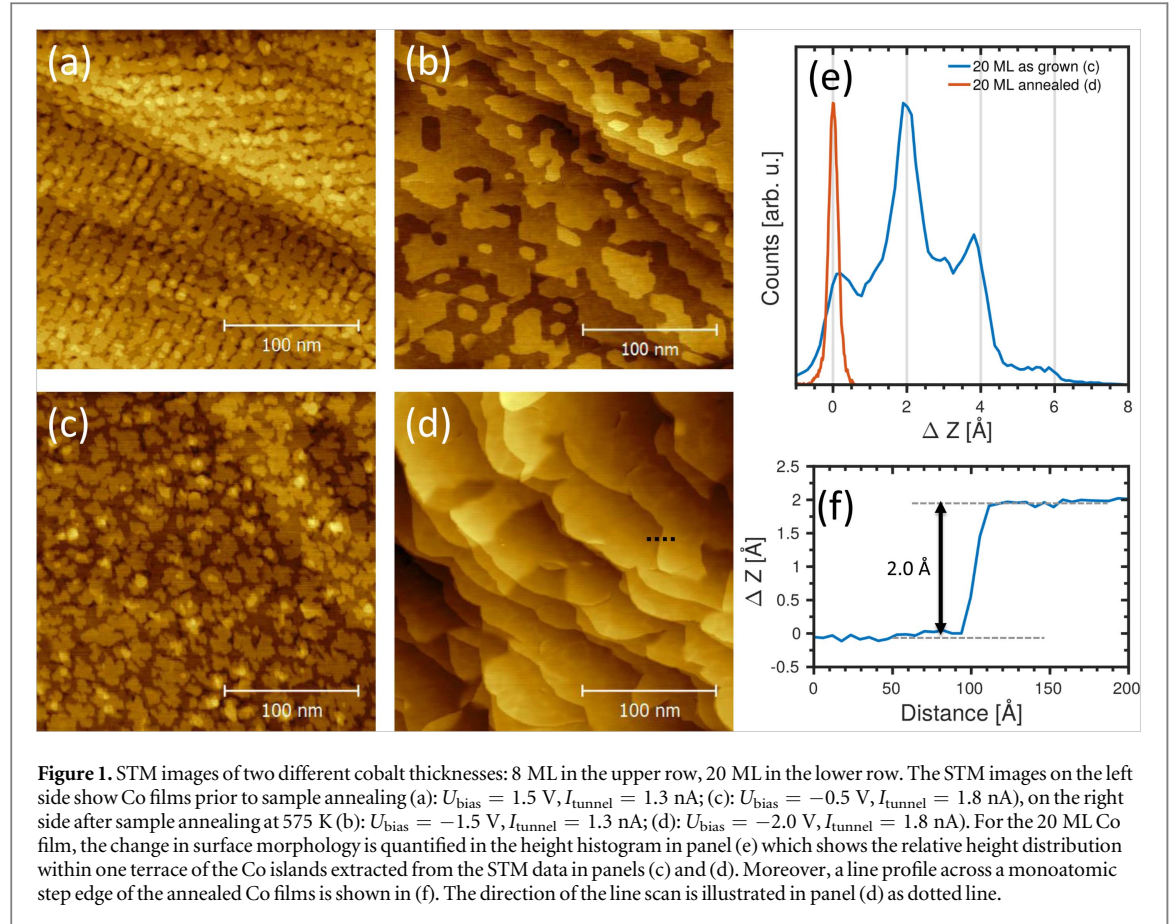 (a)
100 nm
(b)
100 nm
(c)
100 nm
(d)
100 nm
(e)
20 ML as grown (c)
20 ML annealed (d)
Counts [arb. u.]
0 2 4 6 8
Δ Z [Å]
(f)
2.5
2
1.5
1
0.5
0
-0.5
2.0 Å
Δ Z [Å]
0 50 100 150 200
Distance [Å]
Figure 1. STM images of two different cobalt thicknesses: 8 ML in the upper row, 20 ML in the lower row. The STM images on the left
side show Co films prior to sample annealing (a): U_bias = 1.5 V, I_tunnel = 1.3 nA; (c): U_bias = −0.5 V, I_tunnel = 1.8 nA), on the right
side after sample annealing at 575 K (b): U_bias = −1.5 V, I_tunnel = 1.3 nA; (d): U_bias = −2.0 V, I_tunnel = 1.8 nA). For the 20 ML Co
film, the change in surface morphology is quantified in the height histogram in panel (e) which shows the relative height distribution
within one terrace of the Co islands extracted from the STM data in panels (c) and (d). Moreover, a line profile across a monoatomic
step edge of the annealed Co films is shown in (f). The direction of the line scan is illustrated in panel (d) as dotted line.